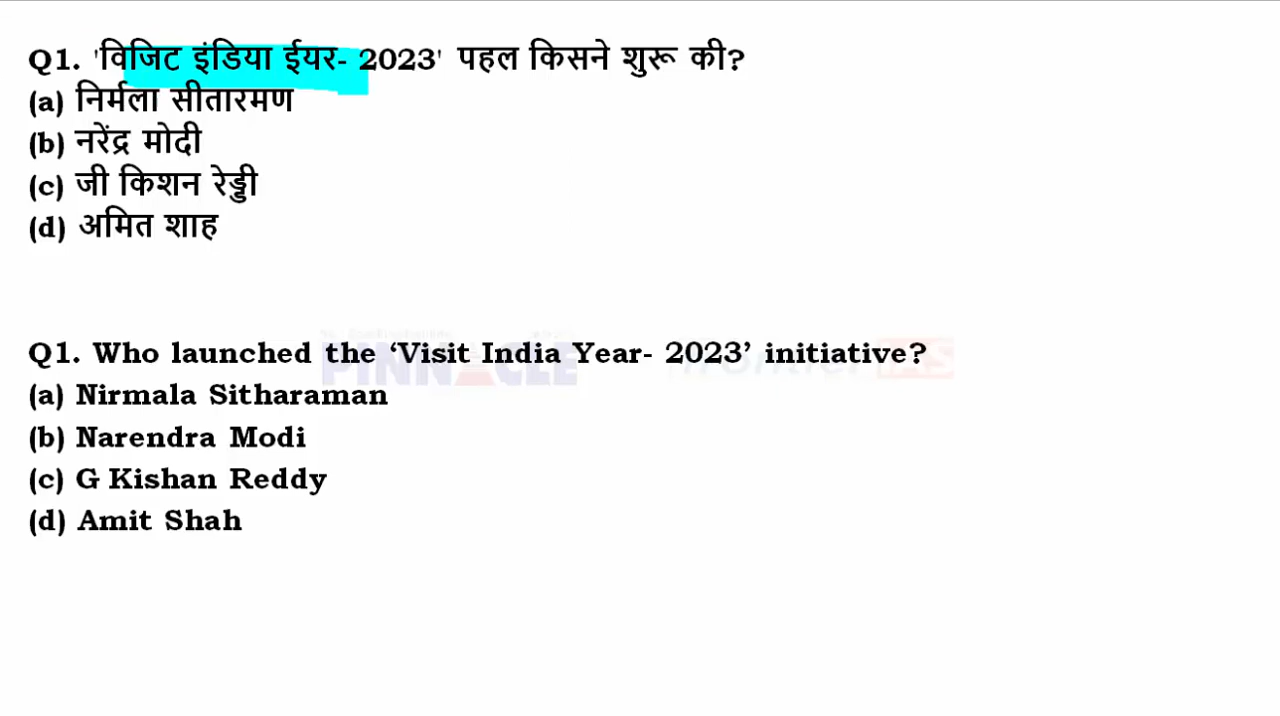 Q1. 'विजिट इंडिया ईयर- 2023' पहल किसने शुरू की?
(a) निर्मला सीतारमण
(b) नरेंद्र मोदी
(c) जी किशन रेड्डी
(d) अमित शाह
Q1. Who launched the ‘Visit India Year- 2023’ initiative?
PINNACLE
(a) Nirmala Sitharaman
(b) Narendra Modi
(c) G Kishan Reddy
(d) Amit Shah